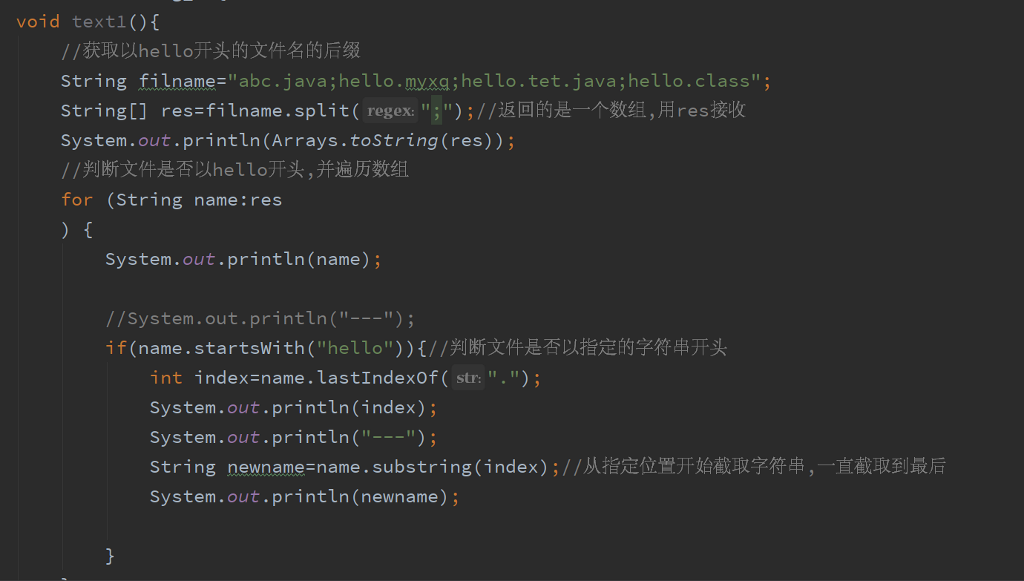 void text1(){
//获取以hello开头的文件名的后缀
String filname="abc.java;hello.myxq;hello.tet.java;hello.class";
String[] res=filname.split( regex: ";");//返回的是一个数组,用res接收
System.out.println(Arrays.toString(res));
//判断文件是否以hello开头,并遍历数组
for (String name:res
) {
System.out.println(name);
//System.out.println("---");
if(name.startsWith("hello")){//判断文件是否以指定的字符串开头
int index=name.lastIndexOf( str: ".");
System.out.println(index);
System.out.println("---");
String newname=name.substring(index);//从指定位置开始截取字符串,一直截取到最后
System.out.println(newname);
}